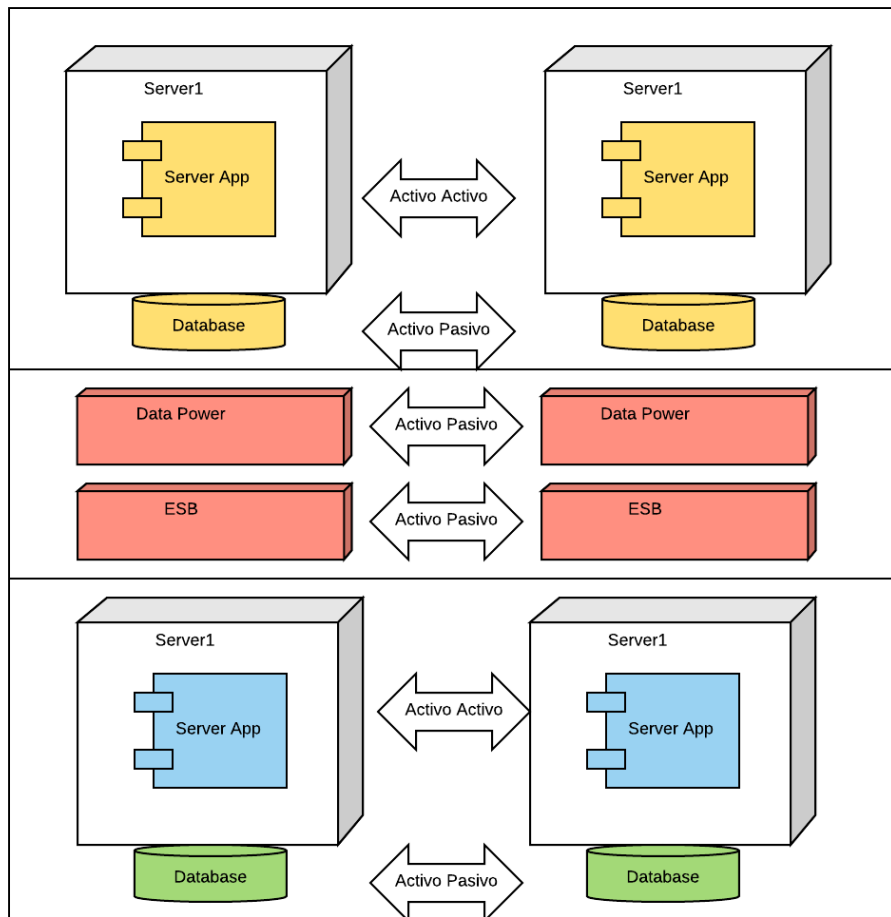 Server1
Server1
Server App
Activo Activo
Server App
Database
Activo Pasivo
Database
Data Power
Activo Pasivo
Data Power
ESB
Activo Pasivo
ESB
Server1
Server1
Server App
Activo Activo
Server App
Database
Activo Pasivo
Database